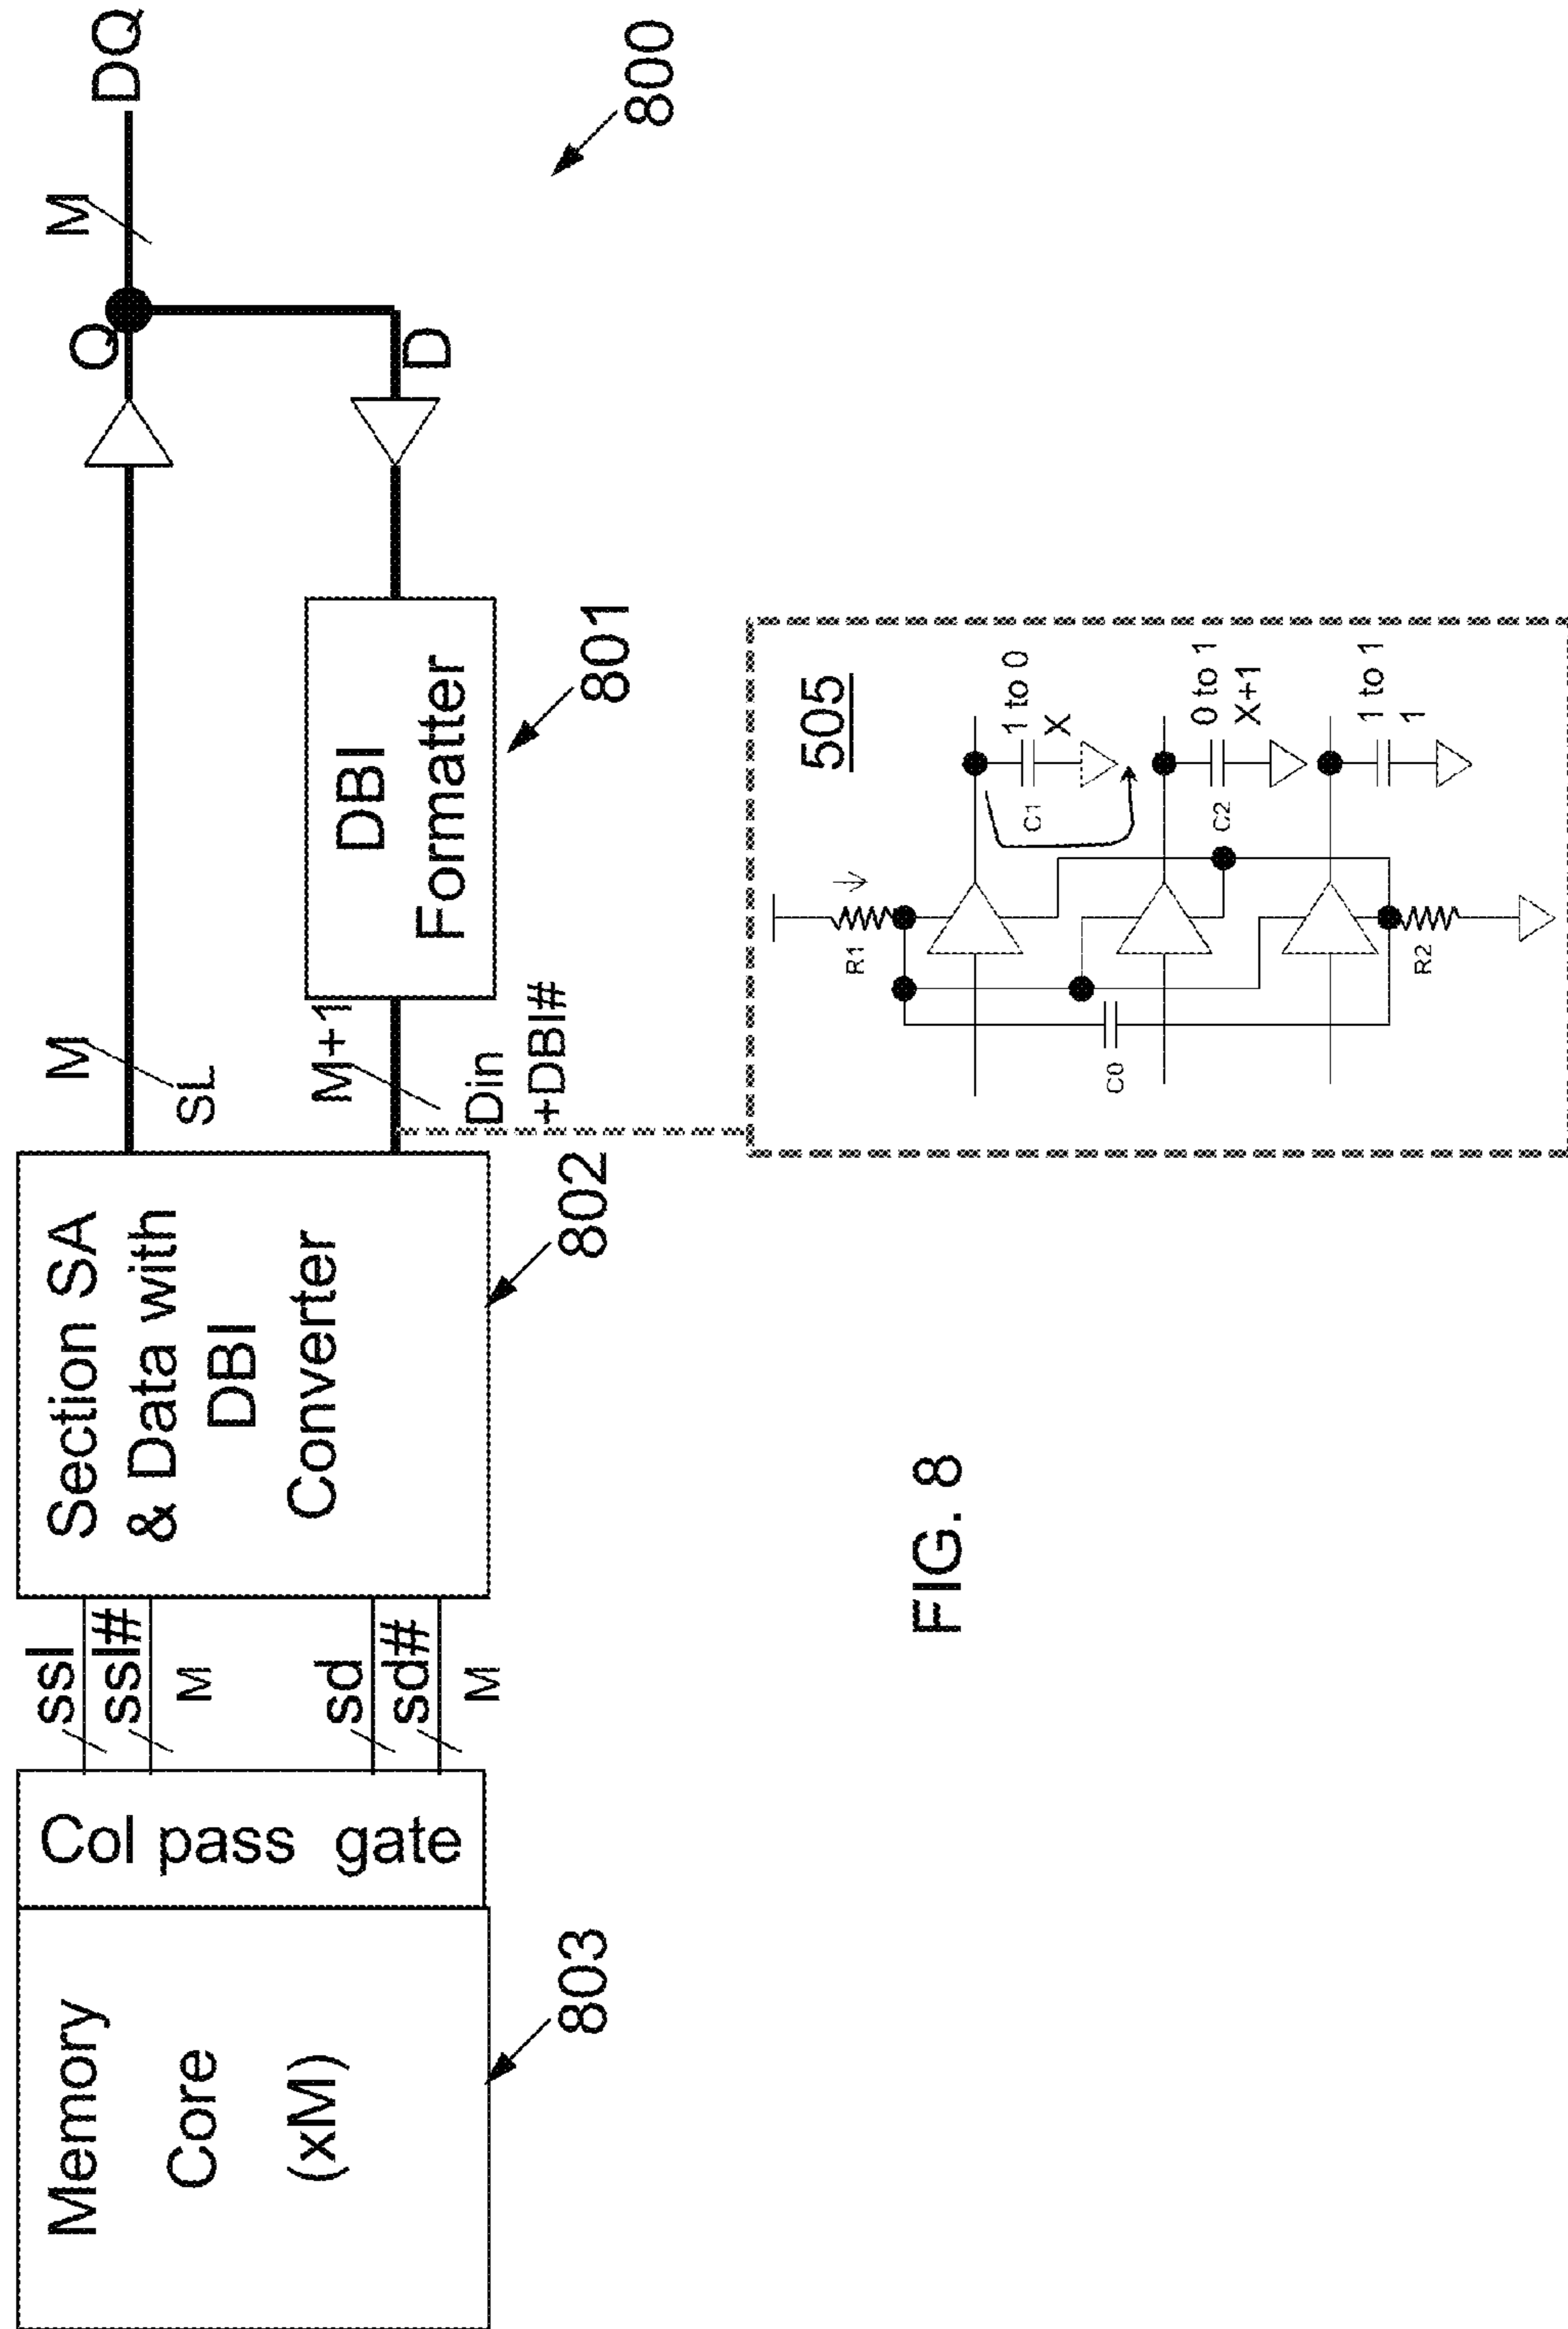 Memory
Core
(xM)
803
Col pass gate
ssl
ssl#
M
sd
sd#
M
Section SA
& Data with
DBI
Converter
802
M
SL
M+1
Din
+DBI#
DBI
Formatter
801
Q
D
M
DQ
800
505
R1
C0
R2
C1
1 to 0
X
C2
0 to 1
X+1
1 to 1
1
FIG. 8